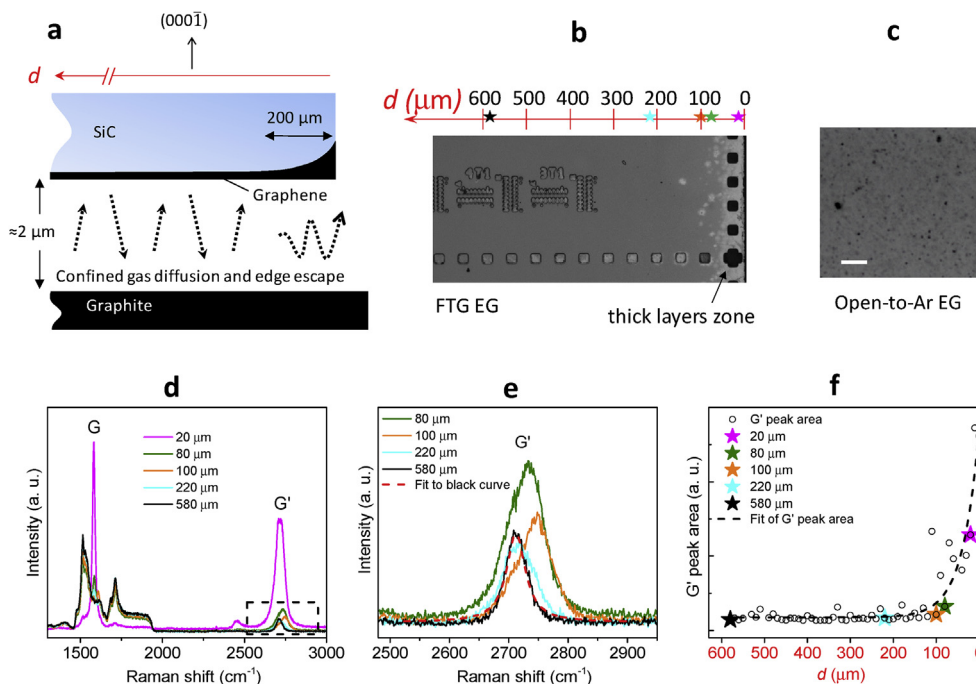 a
(0001̄)
d
200 μm
SiC
Graphene
≈2 μm
Confined gas diffusion and edge escape
Graphite
b
d (μm)
600 500 400 300 200 100 0
471 371
FTG EG
thick layers zone
c
Open-to-Ar EG
d
G
20 μm
80 μm
100 μm
220 μm
580 μm
G'
Intensity (a. u.)
1500 2000 2500 3000
Raman shift (cm⁻¹)
e
80 μm
100 μm
220 μm
580 μm
Fit to black curve
G'
Intensity (a. u.)
2500 2600 2700 2800 2900
Raman shift (cm⁻¹)
f
G' peak area
20 μm
80 μm
100 μm
220 μm
580 μm
Fit of G' peak area
G' peak area (a. u.)
600 500 400 300 200 100
d (μm)